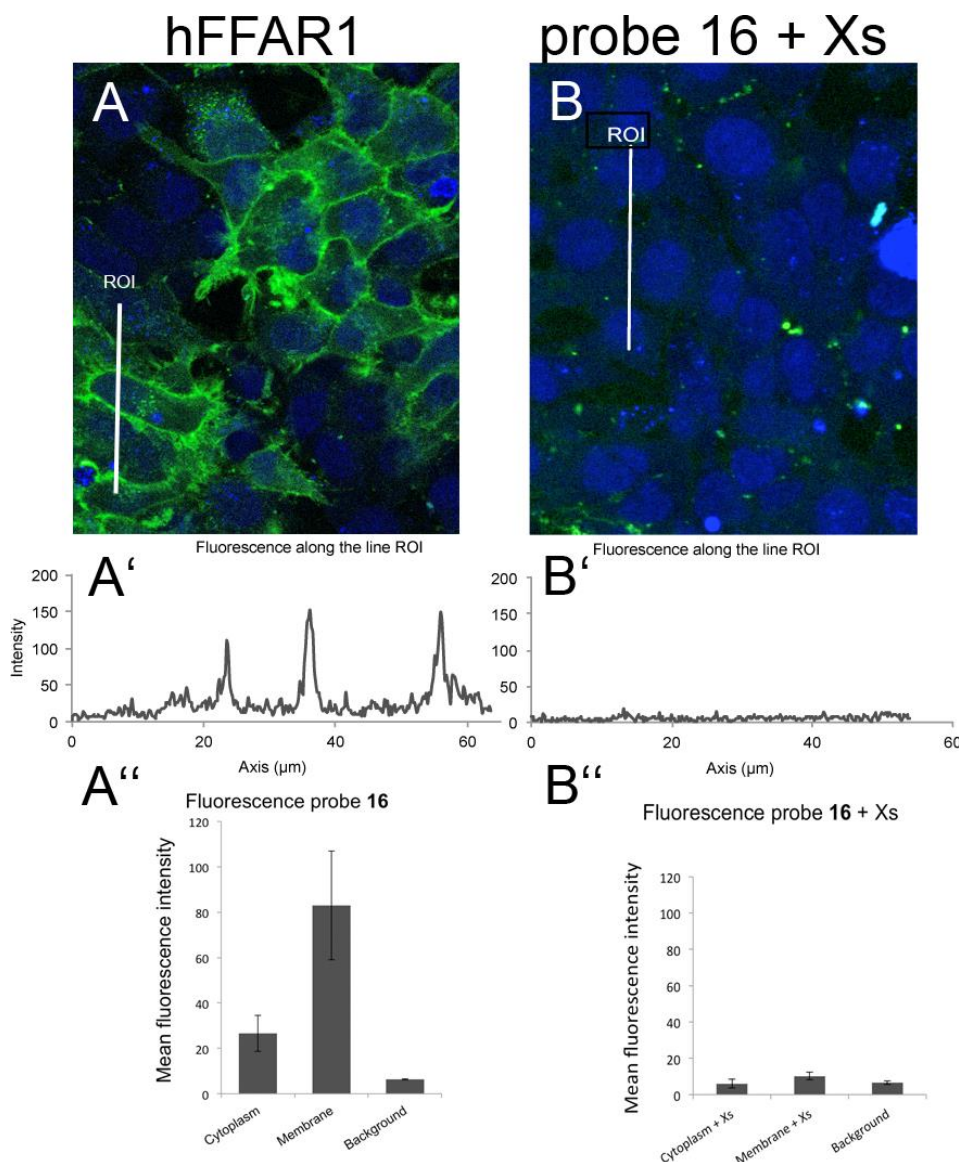 hFFAR1
probe 16 + Xs
A
B
ROI
ROI
Fluorescence along the line ROI
Fluorescence along the line ROI
A‘
B‘
200
150
100
50
0
Intensity
0
20
40
60
Axis (µm)
200
150
100
50
0
0
20
40
60
Axis (µm)
A‘‘
B‘‘
Fluorescence probe 16
120
100
80
60
40
20
0
Mean fluorescence intensity
Cytoplasm
Membrane
Background
Fluorescence probe 16 + Xs
120
100
80
60
40
20
0
Mean fluorescence intensity
Cytoplasm + Xs
Membrane + Xs
Background